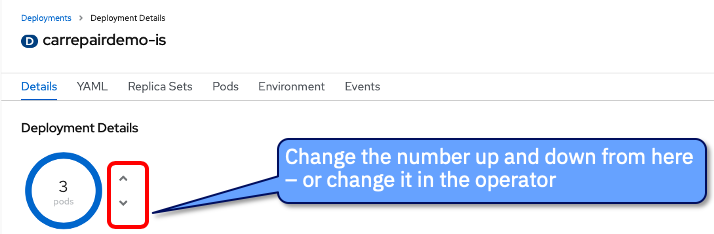 Deployments > Deployment Details
D carrepairdemo-is
Details YAML Replica Sets Pods Environment Events
Deployment Details
3
pods
Change the number up and down from here
– or change it in the operator